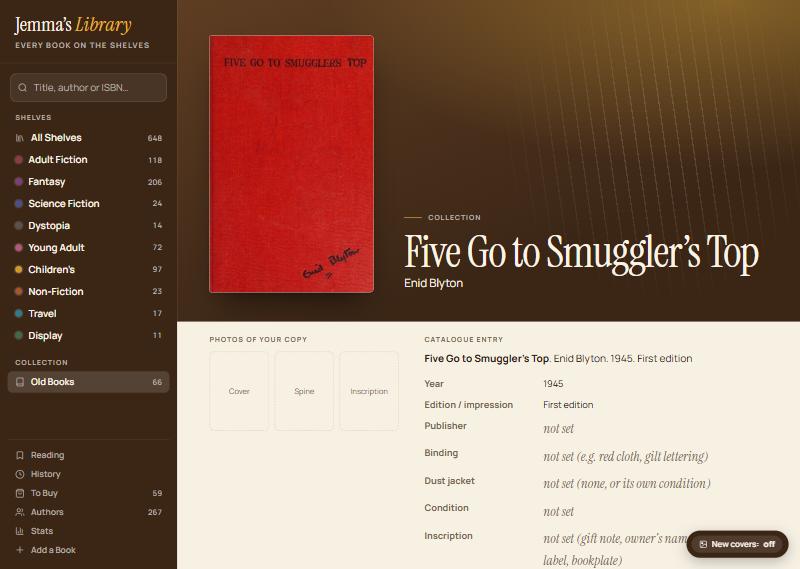 Jemma's Library
EVERY BOOK ON THE SHELVES
Title, author or ISBN…
SHELVES
All Shelves 648
Adult Fiction 118
Fantasy 206
Science Fiction 24
Dystopia 14
Young Adult 72
Children's 97
Non-Fiction 23
Travel 17
Display 11
COLLECTION
Old Books 66
Reading
History
To Buy 59
Authors 267
Stats
Add a Book
FIVE GO TO SMUGGLER'S TOP
Enid Blyton
COLLECTION
Five Go to Smuggler's Top
Enid Blyton
PHOTOS OF YOUR COPY
Cover
Spine
Inscription
CATALOGUE ENTRY
Five Go to Smuggler's Top. Enid Blyton. 1945. First edition
Year 1945
Edition / impression First edition
Publisher not set
Binding not set (e.g. red cloth, gilt lettering)
Dust jacket not set (none, or its own condition)
Condition not set
Inscription not set (gift note, owner's
label, bookplate)
New covers: off